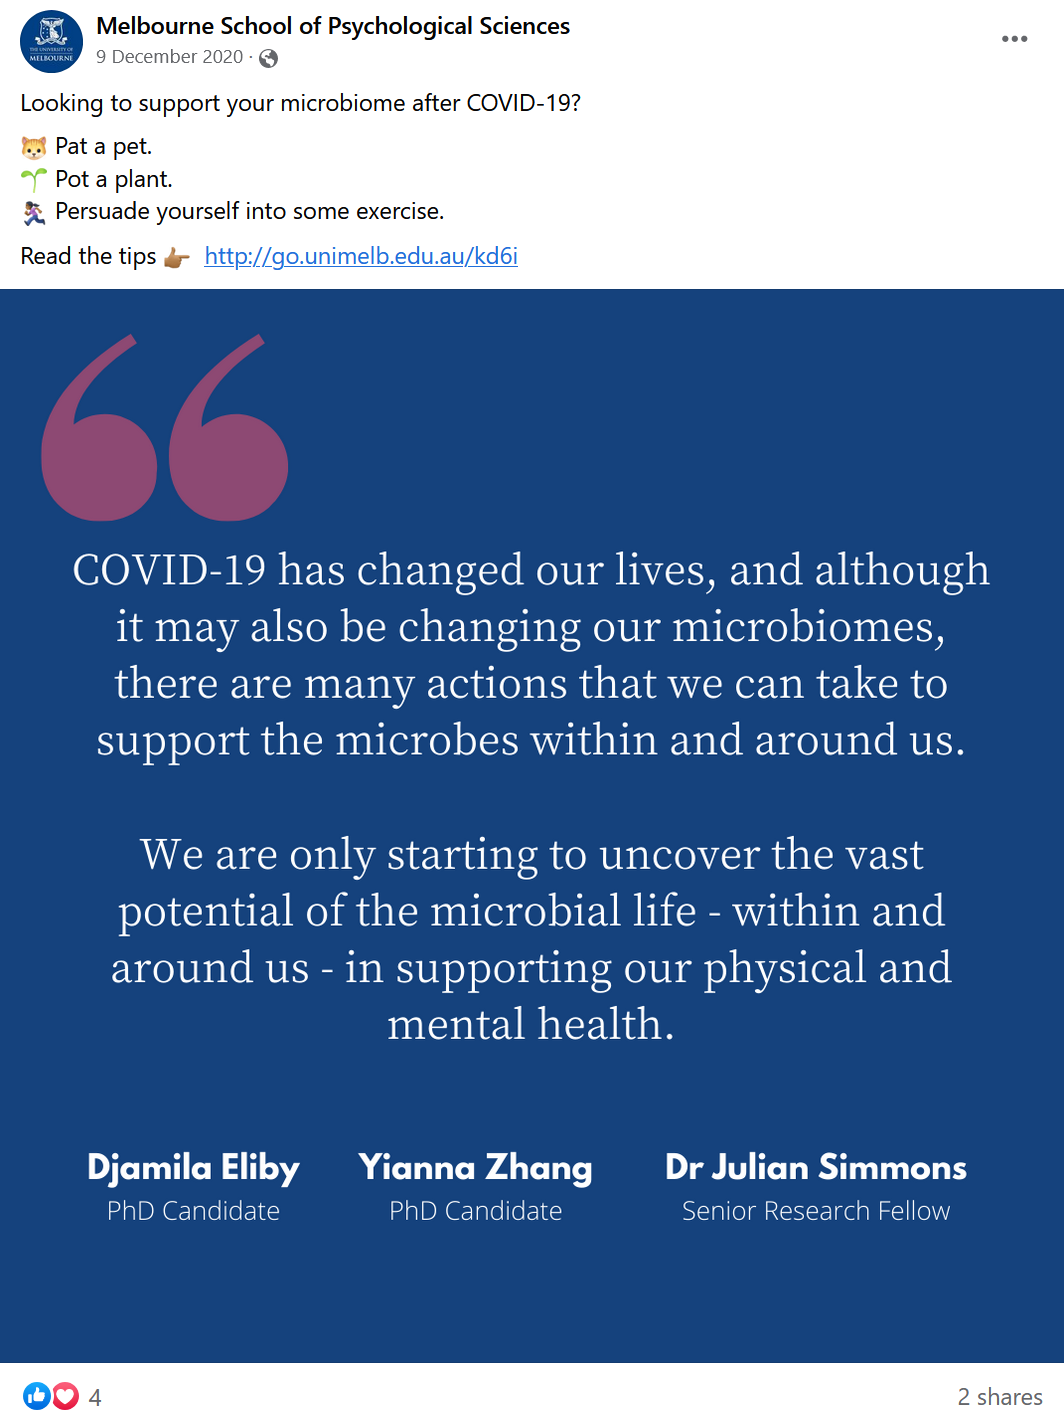 Melbourne School of Psychological Sciences
THE UNIVERSITY OF
MELBOURNE
9 December 2020 ·
Looking to support your microbiome after COVID-19?
🐱 Pat a pet.
🌱 Pot a plant.
🏃🏾‍♀️ Persuade yourself into some exercise.
Read the tips 👉🏾 http://go.unimelb.edu.au/kd6i
“
COVID-19 has changed our lives, and although
it may also be changing our microbiomes,
there are many actions that we can take to
support the microbes within and around us.
We are only starting to uncover the vast
potential of the microbial life - within and
around us - in supporting our physical and
mental health.
Djamila Eliby Yianna Zhang Dr Julian Simmons
PhD Candidate PhD Candidate Senior Research Fellow
4 2 shares